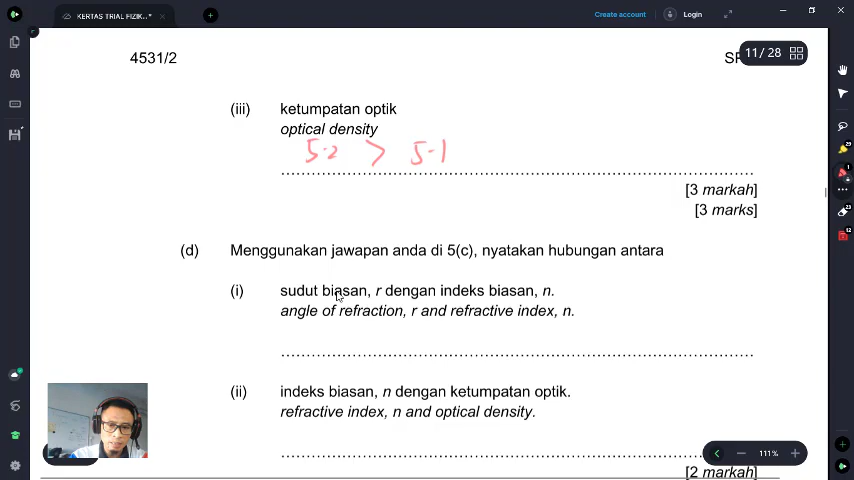 KERTAS TRIAL FIZIK..*
Create account
Login
4531/2
SP
11 / 28
(iii) ketumpatan optik
optical density
5.2 > 5.1
[3 markah]
[3 marks]
(d) Menggunakan jawapan anda di 5(c), nyatakan hubungan antara
(i) sudut biasan, r dengan indeks biasan, n.
angle of refraction, r and refractive index, n.
(ii) indeks biasan, n dengan ketumpatan optik.
refractive index, n and optical density.
111%
[2 markah]